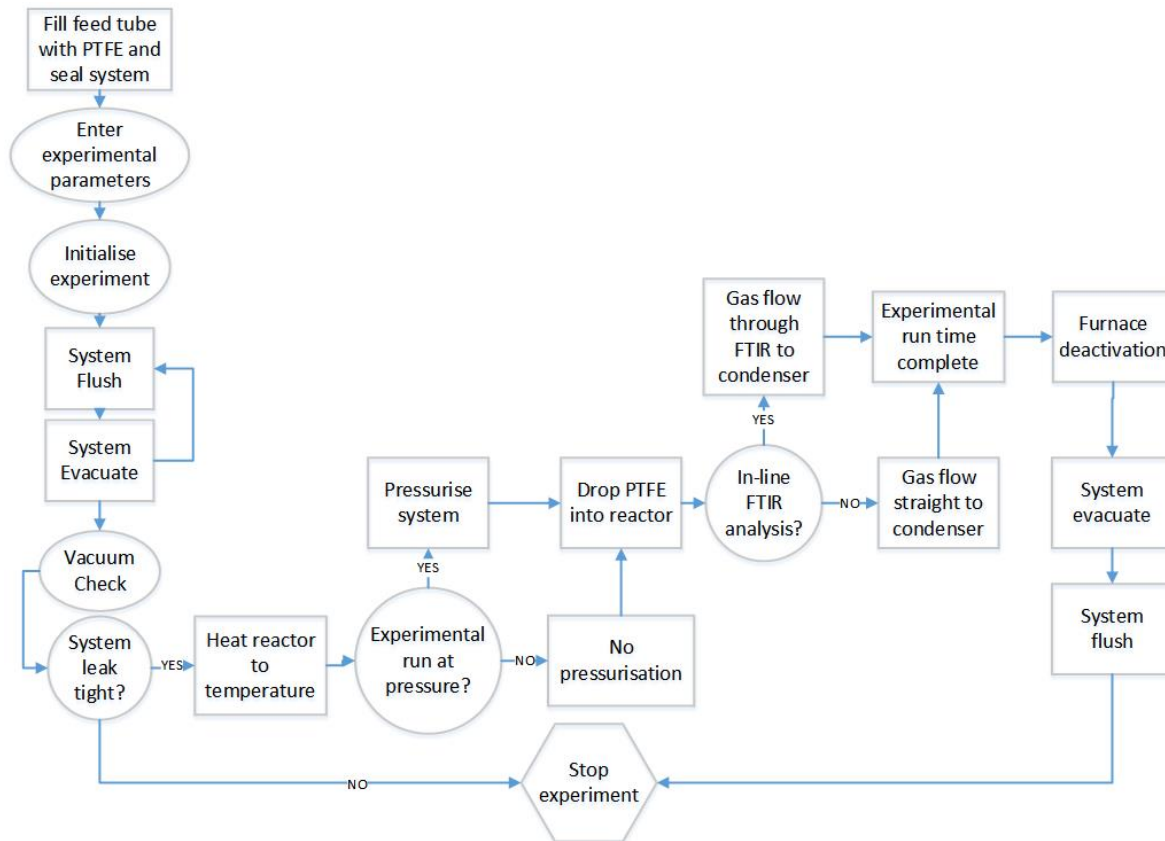 Fill feed tube
with PTFE and
seal system
Enter
experimental
parameters
Initialise
experiment
System
Flush
System
Evacuate
Vacuum
Check
System
leak
tight?
YES
Heat reactor
to
temperature
Experimental
run at
pressure?
YES
Pressurise
system
NO
No
pressurisation
Drop PTFE
into reactor
In-line
FTIR
analysis?
YES
Gas flow
through
FTIR to
condenser
NO
Gas flow
straight to
condenser
Experimental
run time
complete
Furnace
deactivation
System
evacuate
System
flush
NO
Stop
experiment